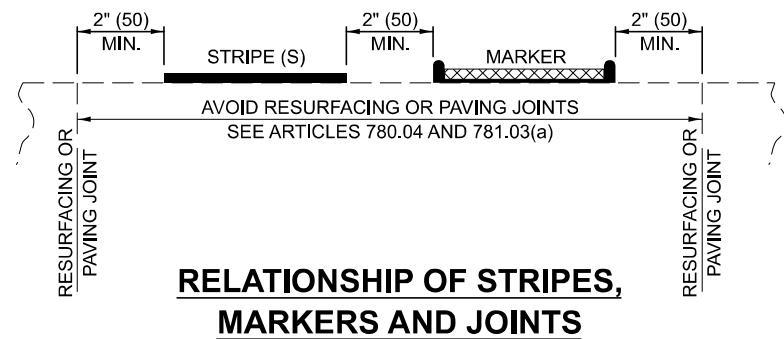 2" (50)
MIN.
STRIPE (S)
2" (50)
MIN.
MARKER
2" (50)
MIN.
AVOID RESURFACING OR PAVING JOINTS
SEE ARTICLES 780.04 AND 781.03(a)
RESURFACING OR
PAVING JOINT
RESURFACING OR
PAVING JOINT
RELATIONSHIP OF STRIPES,
MARKERS AND JOINTS